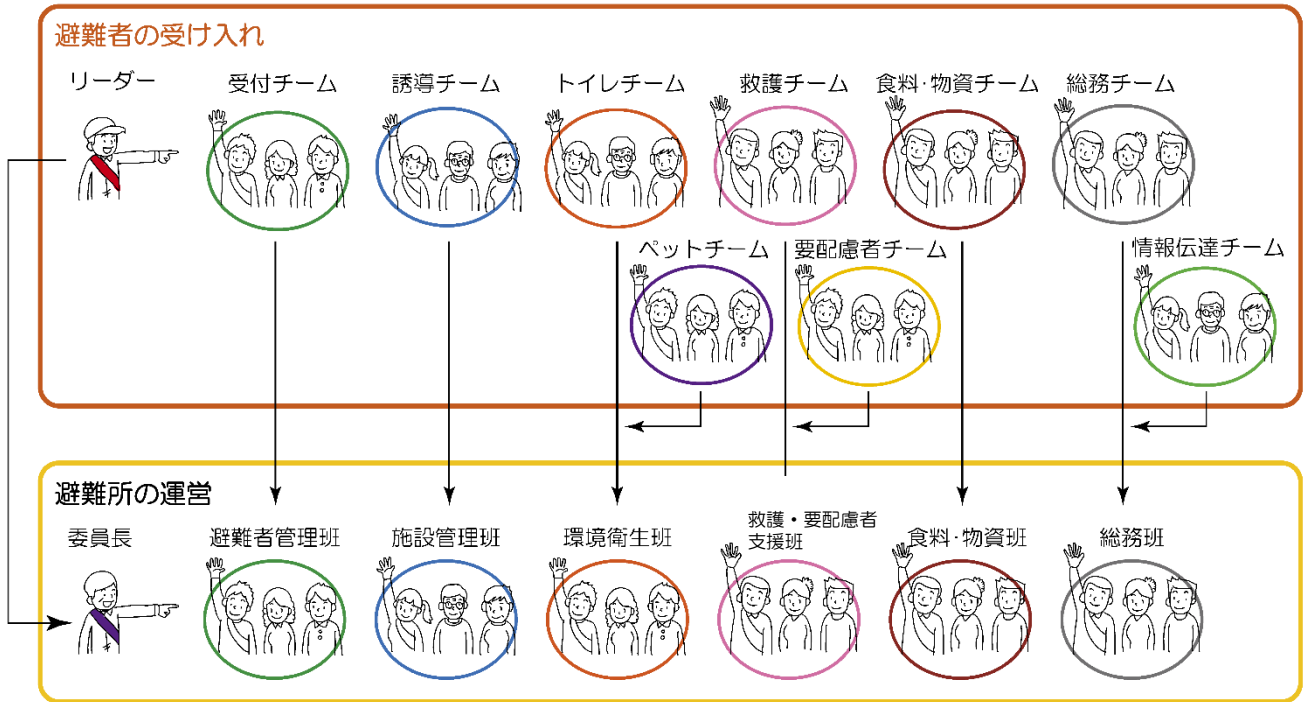 避難者の受け入れ
リーダー
受付チーム
誘導チーム
トイレチーム
救護チーム
食料・物資チーム
総務チーム
ペットチーム
要配慮者チーム
情報伝達チーム
避難所の運営
委員長
避難者管理班
施設管理班
環境衛生班
救護・要配慮者
支援班
食料・物資班
総務班